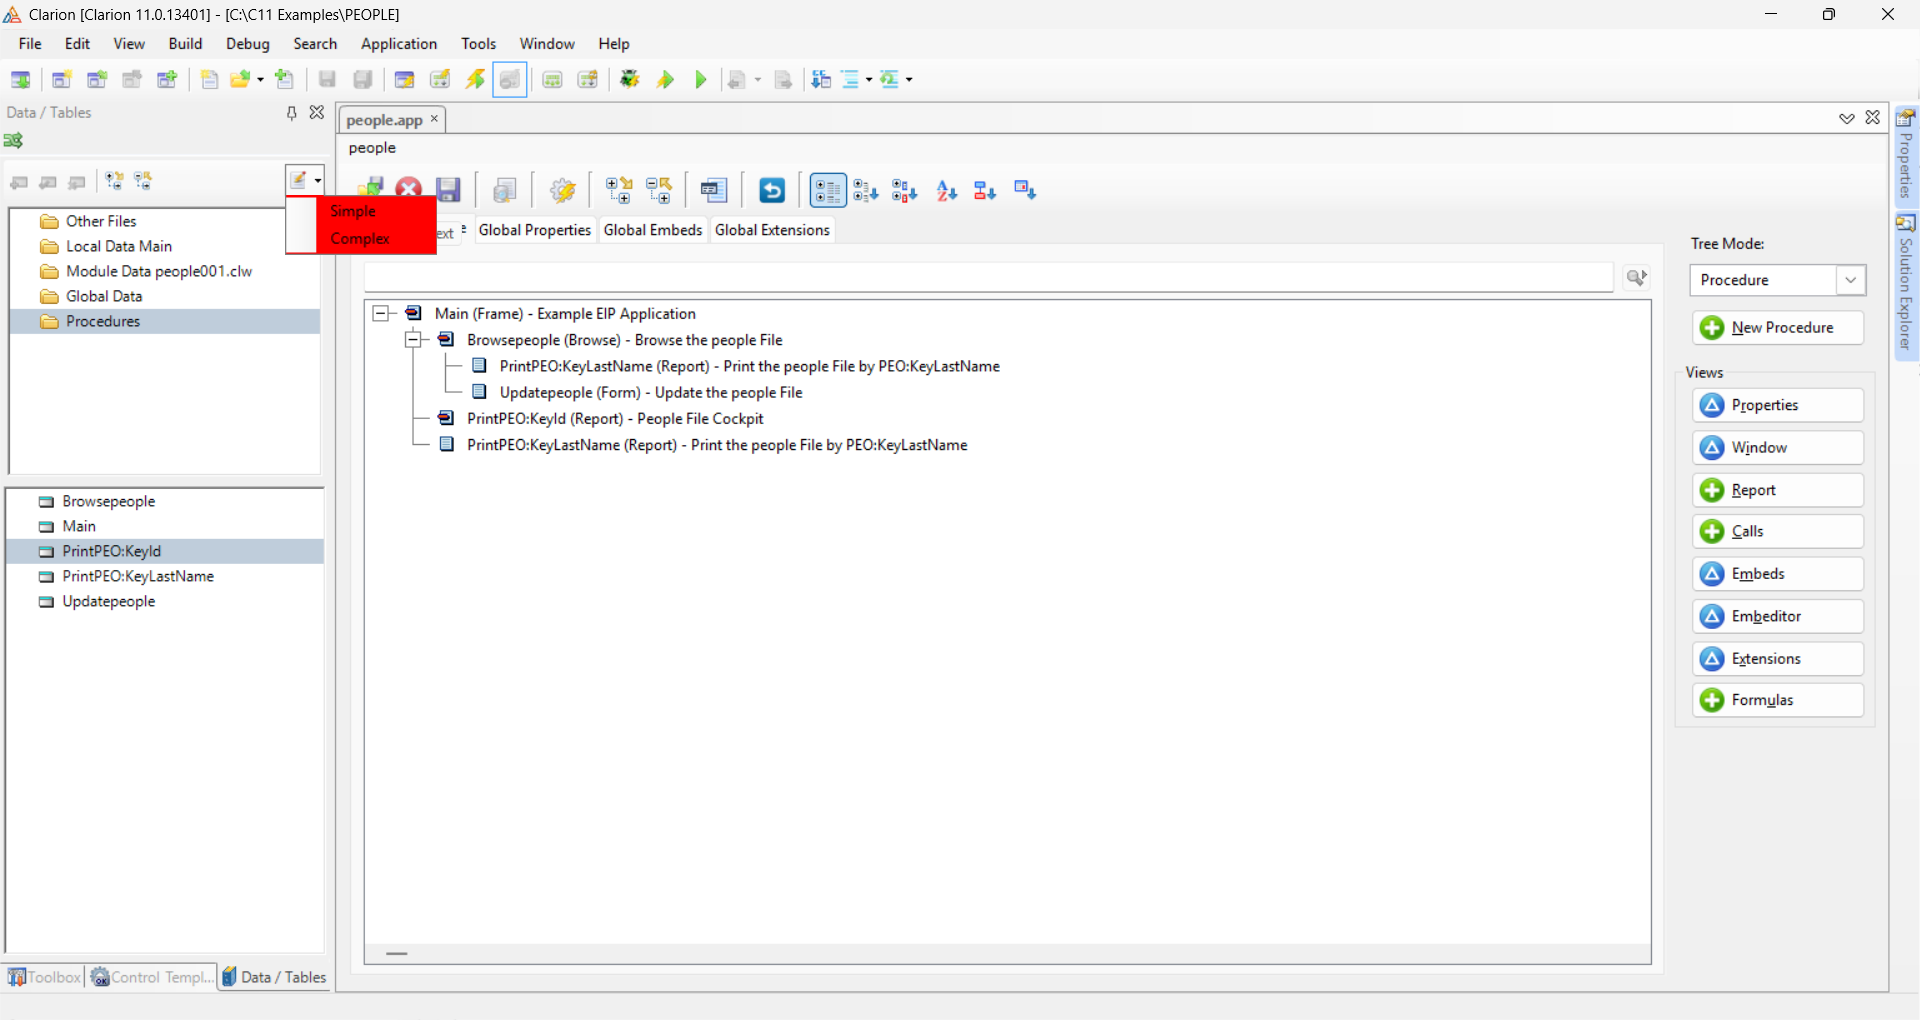 Clarion [Clarion 11.0.13401] - [C:\C11 Examples\PEOPLE]
File Edit View Build Debug Search Application Tools Window Help
Data / Tables
people.app
people
Simple
Complex
ext
Global Properties Global Embeds Global Extensions
Other Files
Local Data Main
Module Data people001.clw
Global Data
Procedures
Browsepeople
Main
PrintPEO:KeyId
PrintPEO:KeyLastName
Updatepeople
Toolbox Control Templ... Data / Tables
Main (Frame) - Example EIP Application
Browsepeople (Browse) - Browse the people File
PrintPEO:KeyLastName (Report) - Print the people File by PEO:KeyLastName
Updatepeople (Form) - Update the people File
PrintPEO:KeyId (Report) - People File Cockpit
PrintPEO:KeyLastName (Report) - Print the people File by PEO:KeyLastName
Tree Mode:
Procedure
New Procedure
Views
Properties
Window
Report
Calls
Embeds
Embeditor
Extensions
Formulas
Properties
Solution Explorer